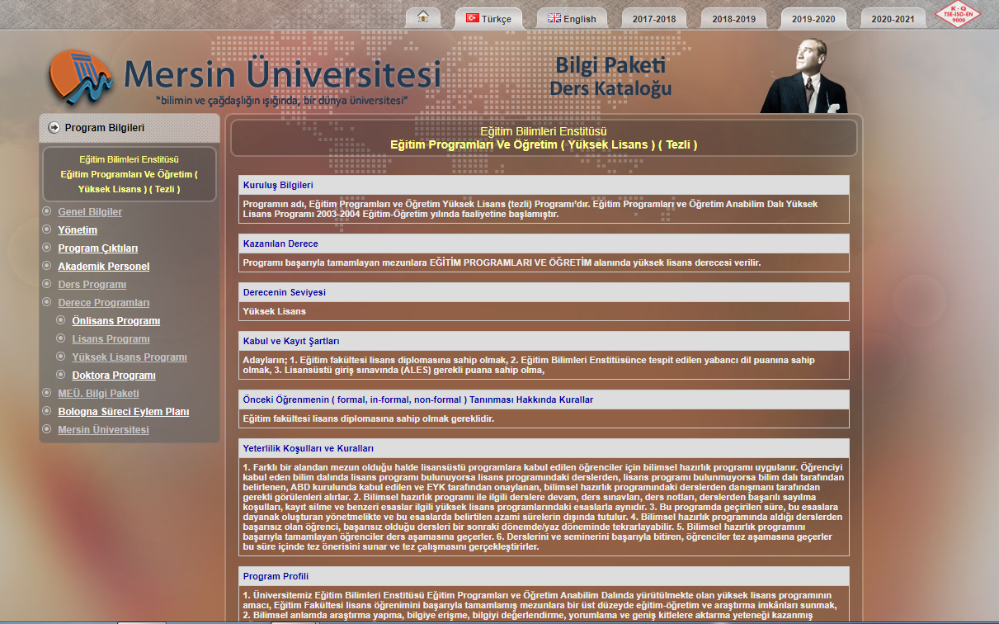 Türkçe
English
2017-2018
2018-2019
2019-2020
2020-2021
K - Q
TSE-ISO-EN
9000
Mersin Üniversitesi
"bilimin ve çağdaşlığın ışığında, bir dünya üniversitesi"
Bilgi Paketi
Ders Kataloğu
Program Bilgileri
Eğitim Bilimleri Enstitüsü
Eğitim Programları Ve Öğretim (
Yüksek Lisans ) ( Tezli )
Genel Bilgiler
Yönetim
Program Çıktıları
Akademik Personel
Ders Programı
Derece Programları
Önlisans Programı
Lisans Programı
Yüksek Lisans Programı
Doktora Programı
MEÜ. Bilgi Paketi
Bologna Süreci Eylem Planı
Mersin Üniversitesi
Eğitim Bilimleri Enstitüsü
Eğitim Programları Ve Öğretim ( Yüksek Lisans ) ( Tezli )
Kuruluş Bilgileri
Programın adı, Eğitim Programları ve Öğretim Yüksek Lisans (tezli) Programı'dır. Eğitim Programları ve Öğretim Anabilim Dalı Yüksek
Lisans Programı 2003-2004 Eğitim-Öğretim yılında faaliyetine başlamıştır.
Kazanılan Derece
Programı başarıyla tamamlayan mezunlara EĞİTİM PROGRAMLARI VE ÖĞRETİM alanında yüksek lisans derecesi verilir.
Derecenin Seviyesi
Yüksek Lisans
Kabul ve Kayıt Şartları
Adayların; 1. Eğitim fakültesi lisans diplomasına sahip olmak, 2. Eğitim Bilimleri Enstitüsünce tespit edilen yabancı dil puanına sahip
olmak, 3. Lisansüstü giriş sınavında (ALES) gerekli puana sahip olma,
Önceki Öğrenmenin ( formal, in-formal, non-formal ) Tanınması Hakkında Kurallar
Eğitim fakültesi lisans diplomasına sahip olmak gereklidir.
Yeterlilik Koşulları ve Kuralları
1. Farklı bir alandan mezun olduğu halde lisansüstü programlara kabul edilen öğrenciler için bilimsel hazırlık programı uygulanır. Öğrenciyi
kabul eden bilim dalında lisans programı bulunuyorsa lisans programındaki derslerden, lisans programı bulunmuyorsa bilim dalı tarafından
belirlenen, ABD kurulunda kabul edilen ve EYK tarafından onaylanan, bilimsel hazırlık programındaki derslerden danışmanı tarafından
gerekli görülenleri alırlar. 2. Bilimsel hazırlık programı ile ilgili derslere devam, ders sınavları, ders notları, derslerden başarılı sayılma
koşulları, kayıt silme ve benzeri esaslar ilgili yüksek lisans programlarındaki esaslarla aynıdır. 3. Bu programda geçirilen süre, bu esaslara
dayanak oluşturan yönetmelikte ve bu esaslarda belirtilen azami sürelerin dışında tutulur. 4. Bilimsel hazırlık programında aldığı derslerden
başarısız olan öğrenci, başarısız olduğu dersleri bir sonraki dönemde/yaz döneminde tekrarlayabilir. 5. Bilimsel hazırlık programını
başarıyla tamamlayan öğrenciler ders aşamasına geçerler. 6. Derslerini ve seminerini başarıyla bitiren, öğrenciler tez aşamasına geçerler
bu süre içinde tez önerisini sunar ve tez çalışmasını gerçekleştirirler.
Program Profili
1. Üniversitemiz Eğitim Bilimleri Enstitüsü Eğitim Programları ve Öğretim Anabilim Dalında yürütülmekte olan yüksek lisans programının
amacı, Eğitim Fakültesi lisans öğrenimini başarıyla tamamlamış mezunlara bir üst düzeyde eğitim-öğretim ve araştırma imkânları sunmak,
2. Bilimsel anlamda araştırma yapma, bilgiye erişme, bilgiyi değerlendirme, yorumlama ve geniş kitlelere aktarma yeteneği kazanmış